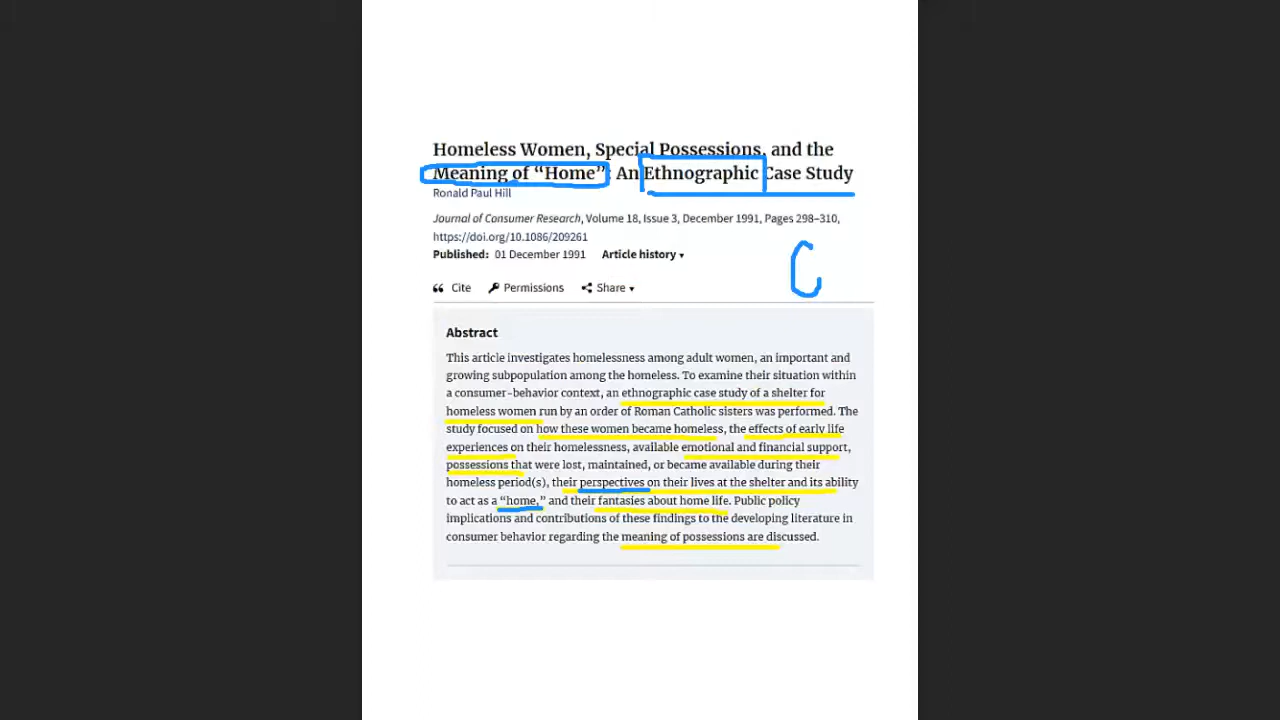 Homeless Women, Special Possessions, and the
Meaning of “Home”: An Ethnographic Case Study
Ronald Paul Hill
Journal of Consumer Research, Volume 18, Issue 3, December 1991, Pages 298–310,
https://doi.org/10.1086/209261
Published: 01 December 1991 Article history ▾
C
Cite Permissions Share ▾
Abstract
This article investigates homelessness among adult women, an important and
growing subpopulation among the homeless. To examine their situation within
a consumer-behavior context, an ethnographic case study of a shelter for
homeless women run by an order of Roman Catholic sisters was performed. The
study focused on how these women became homeless, the effects of early life
experiences on their homelessness, available emotional and financial support,
possessions that were lost, maintained, or became available during their
homeless period(s), their perspectives on their lives at the shelter and its ability
to act as a “home,” and their fantasies about home life. Public policy
implications and contributions of these findings to the developing literature in
consumer behavior regarding the meaning of possessions are discussed.